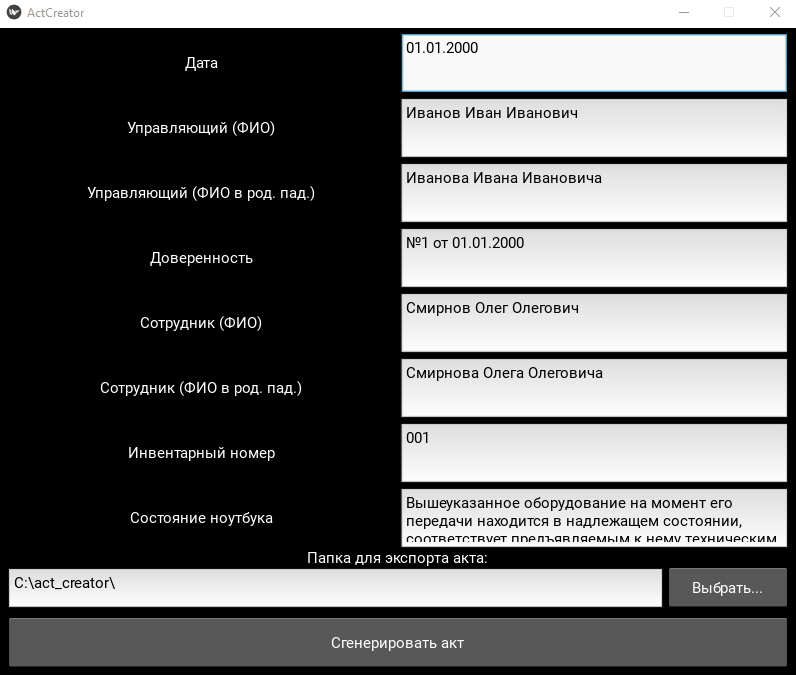 ActCreator
Дата
01.01.2000
Управляющий (ФИО)
Иванов Иван Иванович
Управляющий (ФИО в род. пад.)
Иванова Ивана Ивановича
Доверенность
№1 от 01.01.2000
Сотрудник (ФИО)
Смирнов Олег Олегович
Сотрудник (ФИО в род. пад.)
Смирнова Олега Олеговича
Инвентарный номер
001
Состояние ноутбука
Вышеуказанное оборудование на момент его
передачи находится в надлежащем состоянии,
соответствует предъявляемым к нему техническим
Папка для экспорта акта:
C:\act_creator\
Выбрать...
Сгенерировать акт